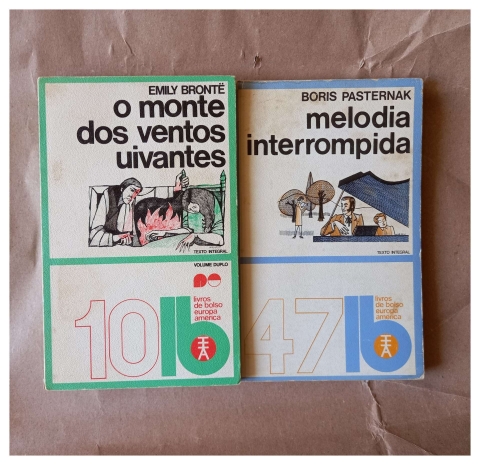 EMILY BRONTË
o monte
dos ventos
uivantes
TEXTO INTEGRAL
VOLUME DUPLO
10 lb
livros
de bolso
europa
américa
BORIS PASTERNAK
melodia
interrompida
TEXTO INTEGRAL
47 lb
livros
de bolso
europa
américa